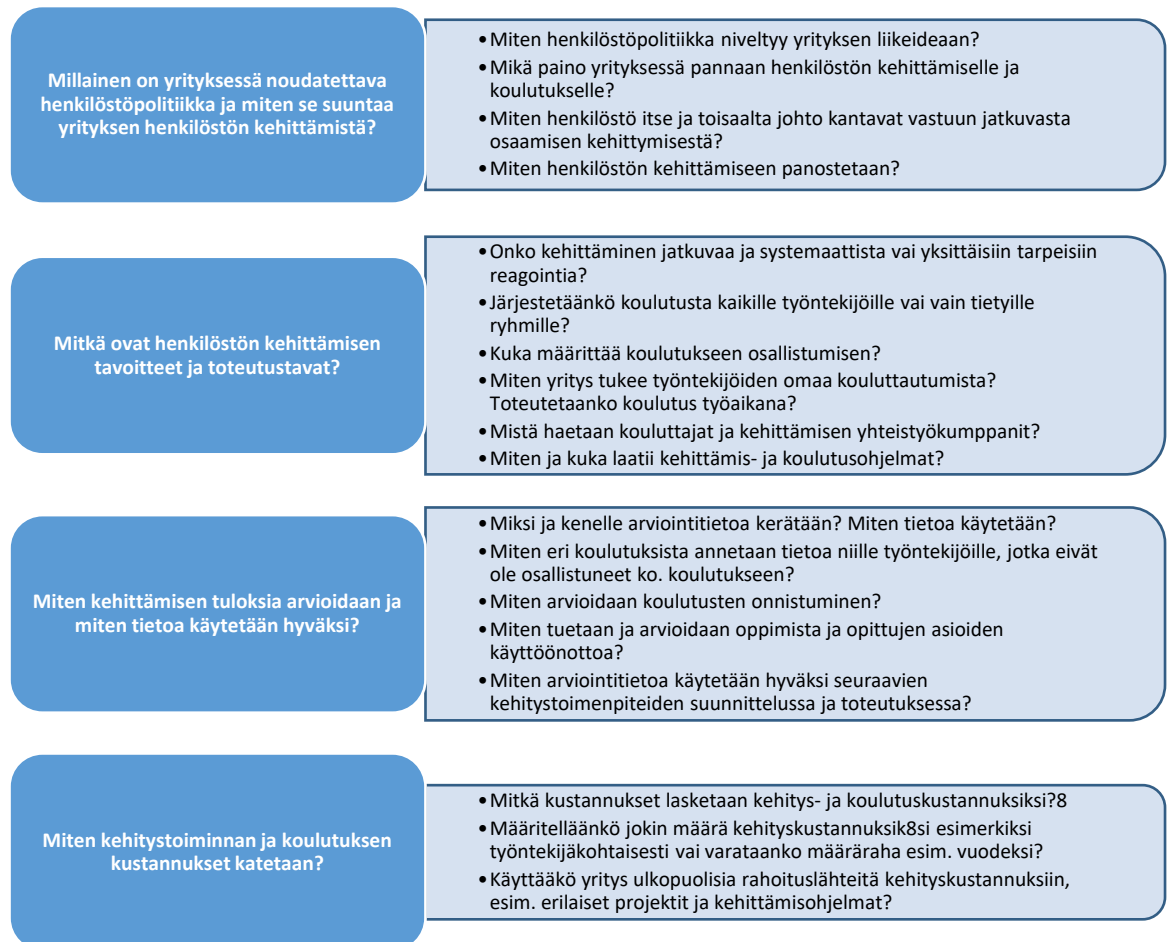 Millainen on yrityksessä noudatettava
henkilöstöpolitiikka ja miten se suuntaa
yrityksen henkilöstön kehittämistä?
•Miten henkilöstöpolitiikka niveltyy yrityksen liikeideaan?
•Mikä paino yrityksessä pannaan henkilöstön kehittämiselle ja
koulutukselle?
•Miten henkilöstö itse ja toisaalta johto kantavat vastuun jatkuvasta
osaamisen kehittymisestä?
•Miten henkilöstön kehittämiseen panostetaan?
Mitkä ovat henkilöstön kehittämisen
tavoitteet ja toteutustavat?
•Onko kehittäminen jatkuvaa ja systemaattista vai yksittäisiin tarpeisiin
reagointia?
•Järjestetäänkö koulutusta kaikille työntekijöille vai vain tietyille
ryhmille?
•Kuka määrittää koulutukseen osallistumisen?
•Miten yritys tukee työntekijöiden omaa kouluttautumista?
Toteutetaanko koulutus työaikana?
•Mistä haetaan kouluttajat ja kehittämisen yhteistyökumppanit?
•Miten ja kuka laatii kehittämis- ja koulutusohjelmat?
Miten kehittämisen tuloksia arvioidaan ja
miten tietoa käytetään hyväksi?
•Miksi ja kenelle arviointitietoa kerätään? Miten tietoa käytetään?
•Miten eri koulutuksista annetaan tietoa niille työntekijöille, jotka eivät
ole osallistuneet ko. koulutukseen?
•Miten arvioidaan koulutusten onnistuminen?
•Miten tuetaan ja arvioidaan oppimista ja opittujen asioiden
käyttöönottoa?
•Miten arviointitietoa käytetään hyväksi seuraavien
kehitystoimenpiteiden suunnittelussa ja toteutuksessa?
Miten kehitystoiminnan ja koulutuksen
kustannukset katetaan?
•Mitkä kustannukset lasketaan kehitys- ja koulutuskustannuksiksi?8
•Määritelläänkö jokin määrä kehityskustannuksik8si esimerkiksi
työntekijäkohtaisesti vai varataanko määräraha esim. vuodeksi?
•Käyttääkö yritys ulkopuolisia rahoituslähteitä kehityskustannuksiin,
esim. erilaiset projektit ja kehittämisohjelmat?